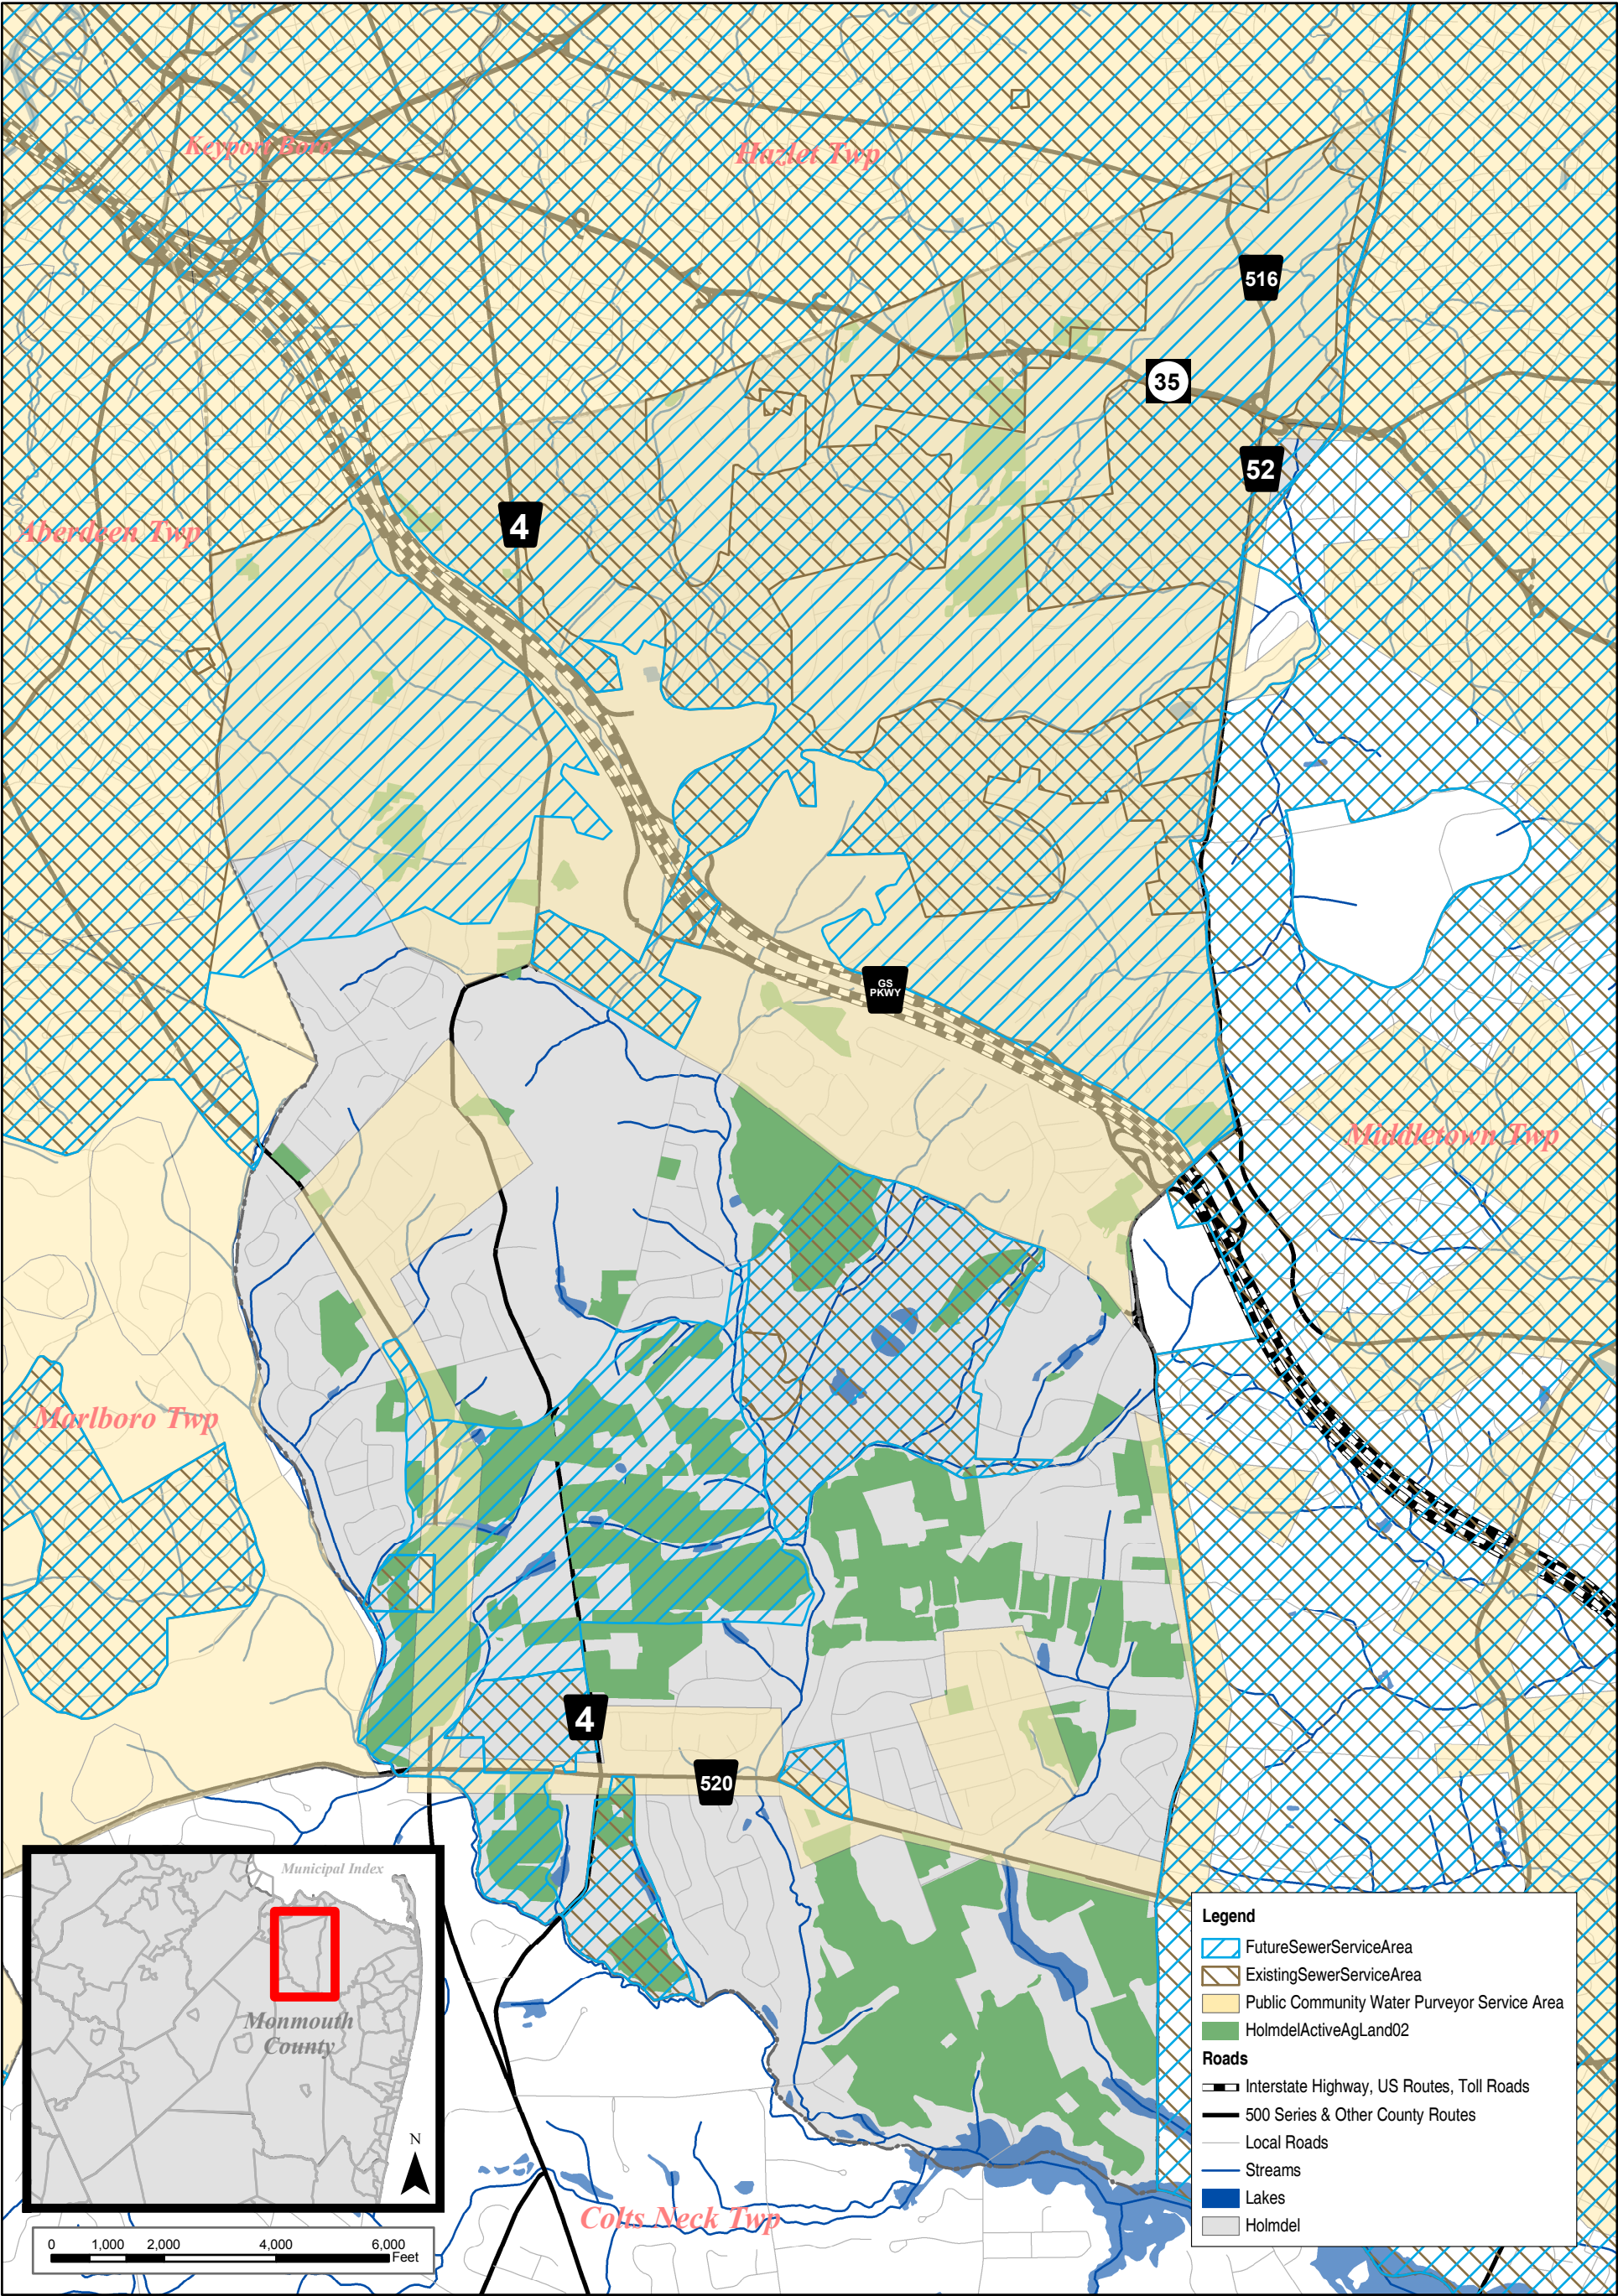 Keyport Boro
Hazlet Twp
516
35
52
4
Aberdeen Twp
GS
PKWY
Middletown Twp
Marlboro Twp
4
520
Municipal Index
Monmouth
County
N
0 1,000 2,000 4,000 6,000
Feet
Colts Neck Twp
Legend
FutureSewerServiceArea
ExistingSewerServiceArea
Public Community Water Purveyor Service Area
HolmdelActiveAgLand02
Roads
Interstate Highway, US Routes, Toll Roads
500 Series & Other County Routes
Local Roads
Streams
Lakes
Holmdel